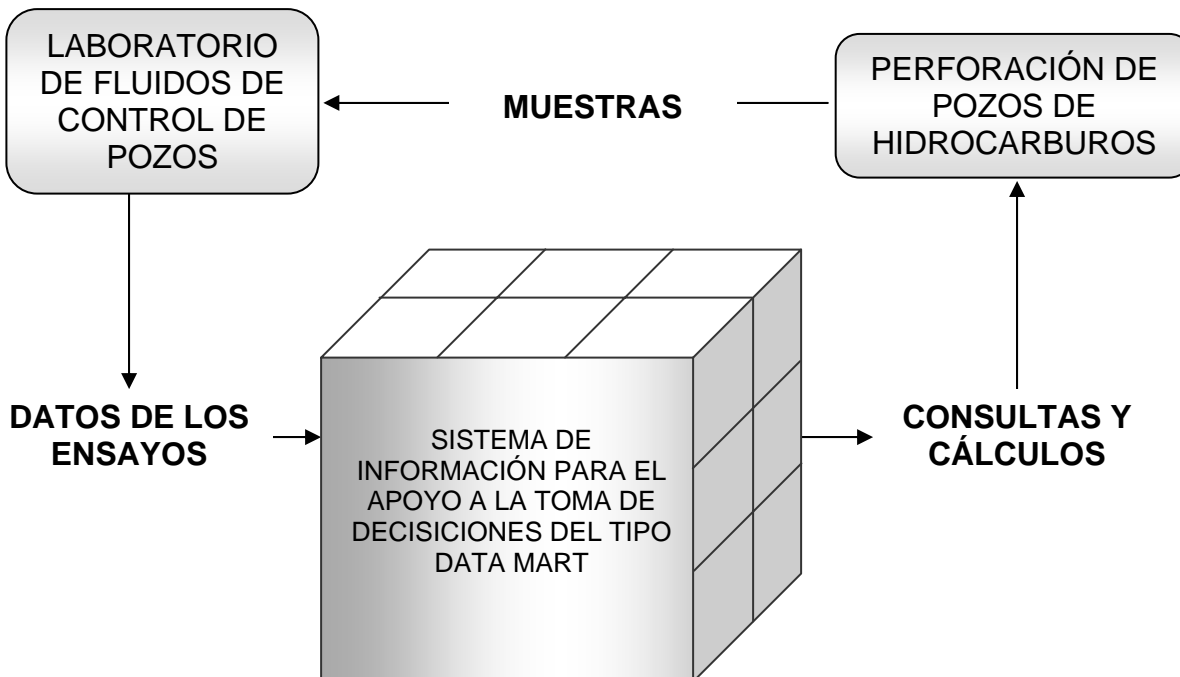 LABORATORIO
DE FLUIDOS DE
CONTROL DE
POZOS
MUESTRAS
PERFORACIÓN DE
POZOS DE
HIDROCARBUROS
DATOS DE LOS
ENSAYOS
SISTEMA DE
INFORMACIÓN PARA EL
APOYO A LA TOMA DE
DECISICIONES DEL TIPO
DATA MART
CONSULTAS Y
CÁLCULOS